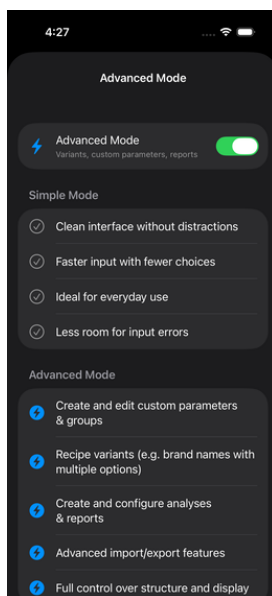 4:27
Advanced Mode
Advanced Mode
Variants, custom parameters, reports
Simple Mode
Clean interface without distractions
Faster input with fewer choices
Ideal for everyday use
Less room for input errors
Advanced Mode
Create and edit custom parameters
& groups
Recipe variants (e.g. brand names with
multiple options)
Create and configure analyses
& reports
Advanced import/export features
Full control over structure and display